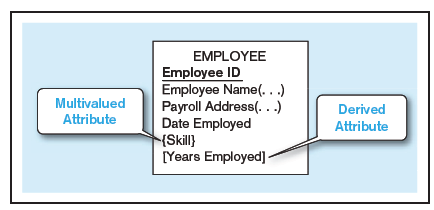 EMPLOYEE
Employee ID
Employee Name(. . .)
Payroll Address(. . .)
Date Employed
{Skill}
[Years Employed]
Multivalued
Attribute
Derived
Attribute